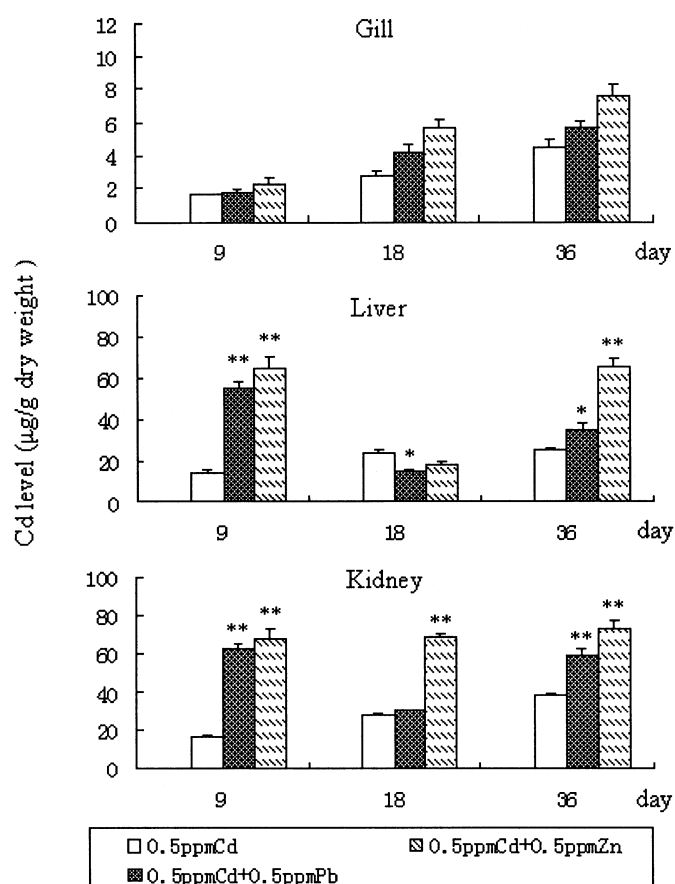 Gill
12
10
8
6
4
2
0
9 18 36 day
Cd level (μg/g dry weight )
Liver
100
80
60
40
20
0
** ** * * **
9 18 36 day
Kidney
100
80
60
40
20
0
** ** ** ** **
9 18 36 day
0.5ppmCd 0.5ppmCd+0.5ppmZn
0.5ppmCd+0.5ppmPb